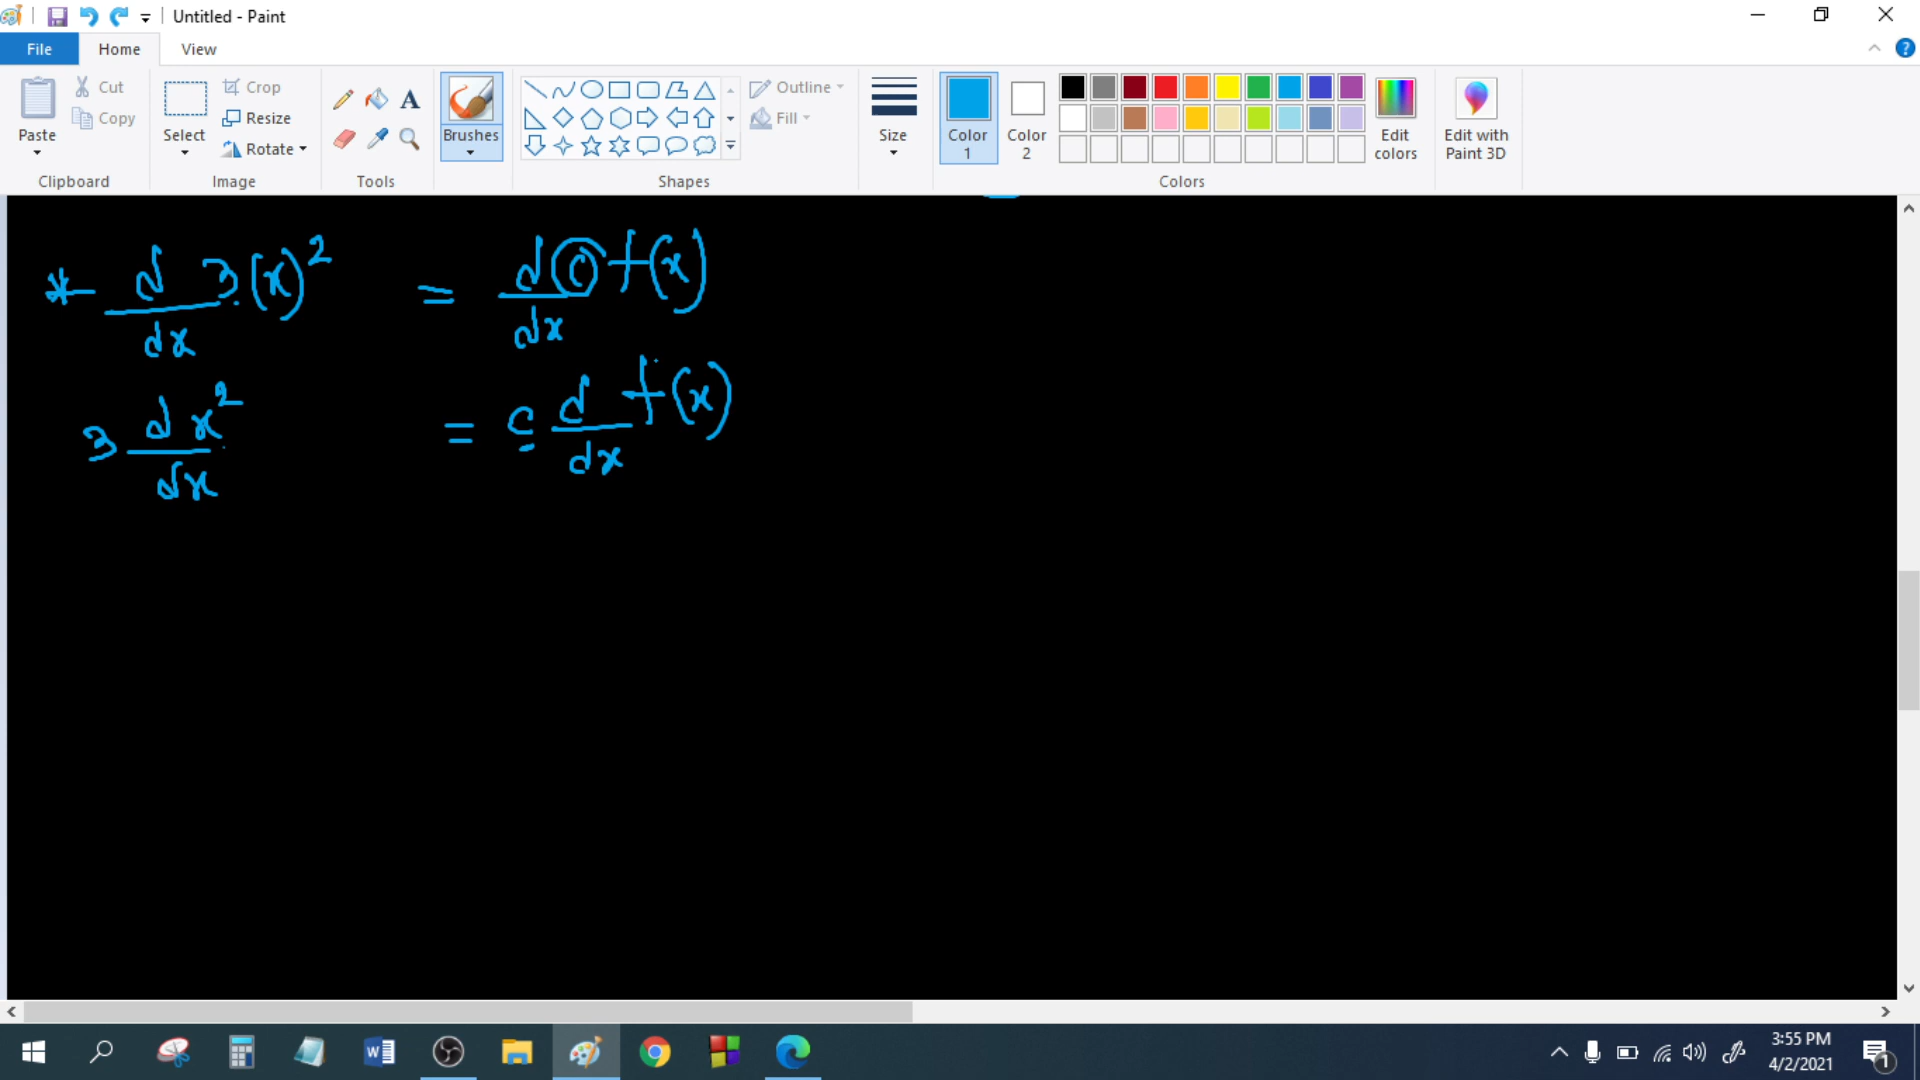 Untitled - Paint
File Home View
Paste Cut Copy Clipboard
Select Crop Resize Rotate Image
Tools
Brushes
Shapes Outline Fill
Size
Color 1 Color 2 Edit colors Colors
Edit with Paint 3D
* d/dx 3(x)² = d/dx c f(x)
3 dx²/dx = c d/dx f(x)
3:55 PM
4/2/2021
1